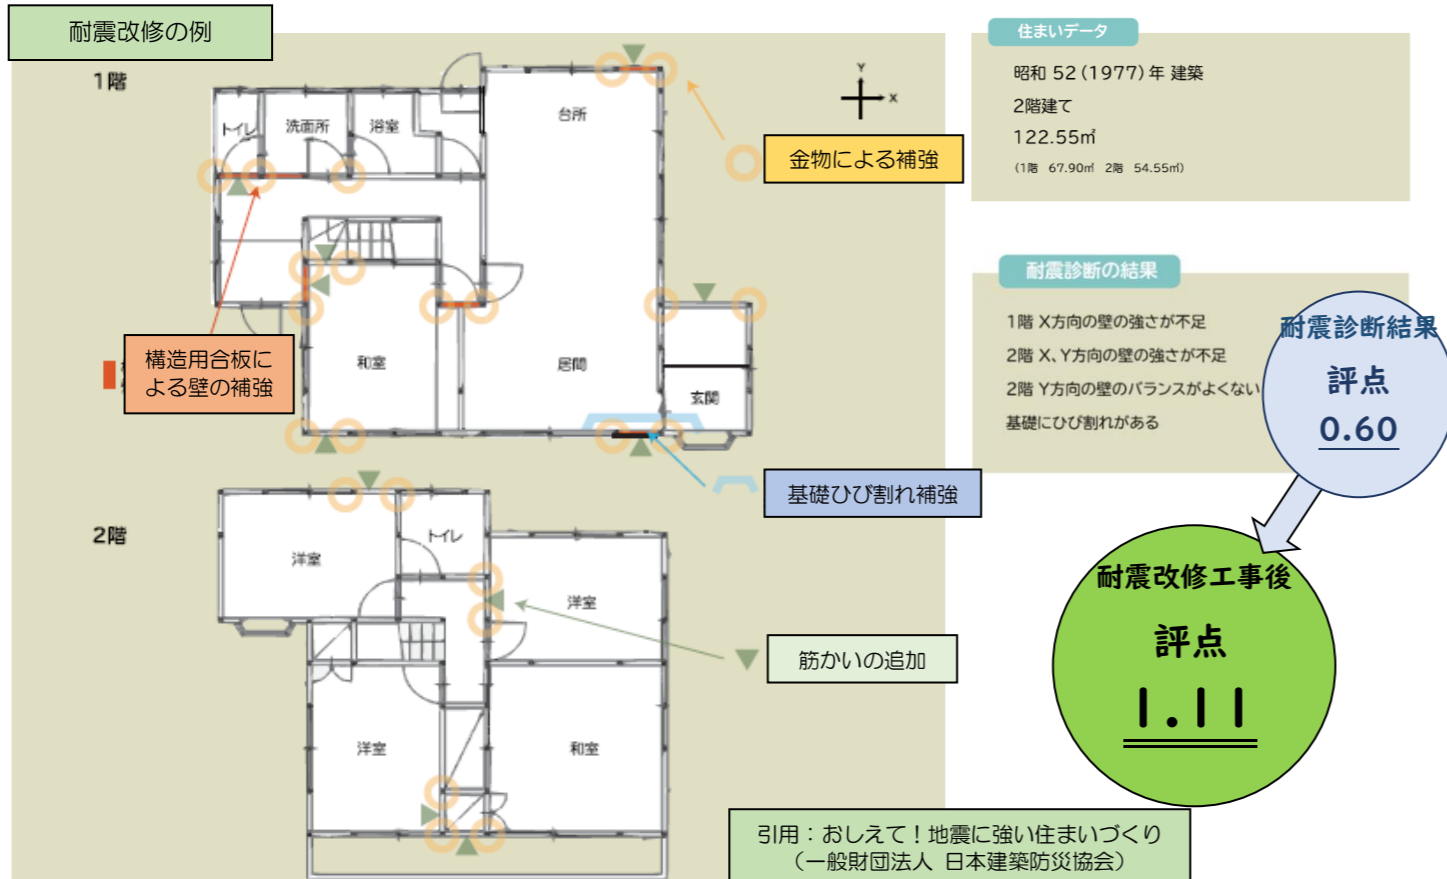 耐震改修の例
1階
トイレ
洗面所
浴室
台所
和室
居間
玄関
Y
X
金物による補強
構造用合板に
よる壁の補強
基礎ひび割れ補強
2階
洋室
トイレ
洋室
洋室
和室
筋かいの追加
住まいデータ
昭和 52(1977)年 建築
2階建て
122.55㎡
(1階 67.90㎡ 2階 54.55㎡)
耐震診断の結果
1階 X方向の壁の強さが不足
2階 X、Y方向の壁の強さが不足
2階 Y方向の壁のバランスがよくない
基礎にひび割れがある
耐震診断結果
評点
0.60
耐震改修工事後
評点
1.11
引用：おしえて！地震に強い住まいづくり
（一般財団法人 日本建築防災協会）